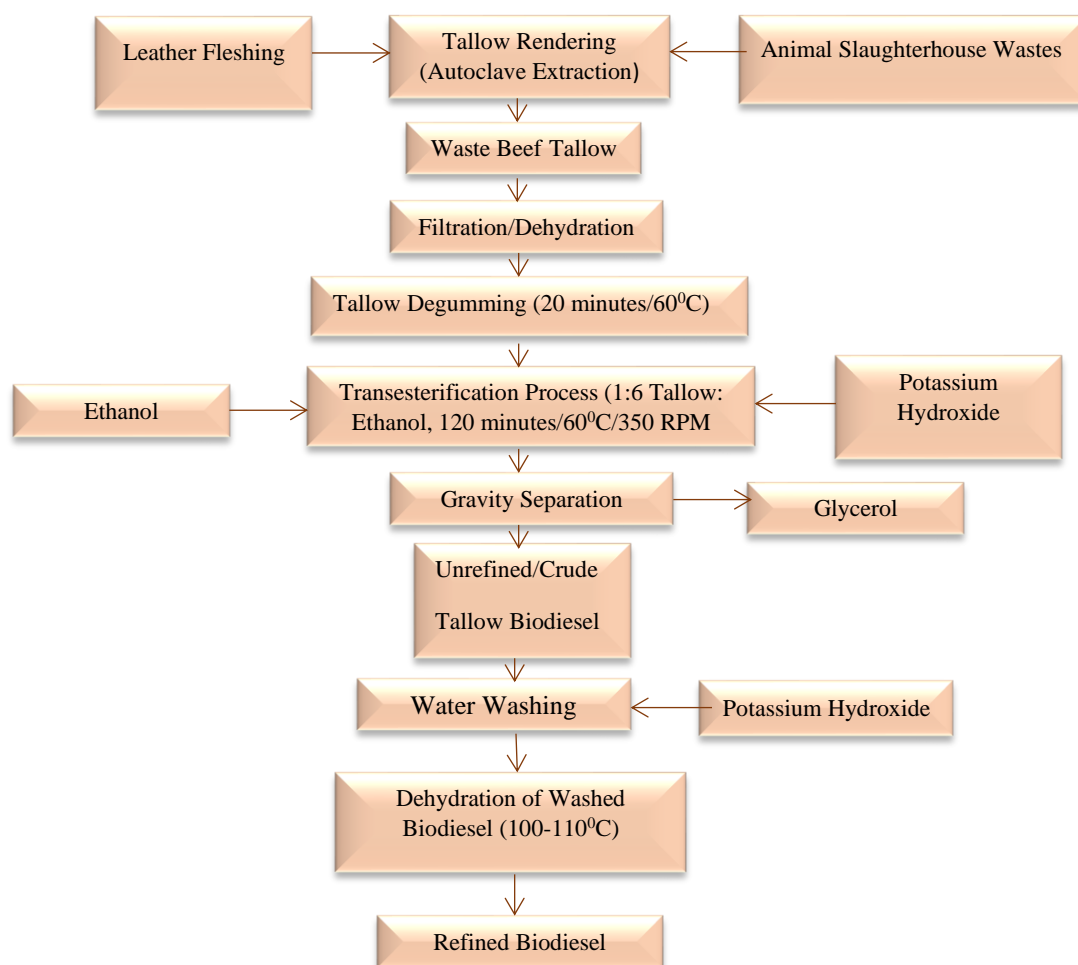 Leather Fleshing
Tallow Rendering
(Autoclave Extraction)
Animal Slaughterhouse Wastes
Waste Beef Tallow
Filtration/Dehydration
Tallow Degumming (20 minutes/60⁰C)
Ethanol
Transesterification Process (1:6 Tallow:
Ethanol, 120 minutes/60⁰C/350 RPM
Potassium
Hydroxide
Gravity Separation
Glycerol
Unrefined/Crude
Tallow Biodiesel
Water Washing
Potassium Hydroxide
Dehydration of Washed
Biodiesel (100-110⁰C)
Refined Biodiesel